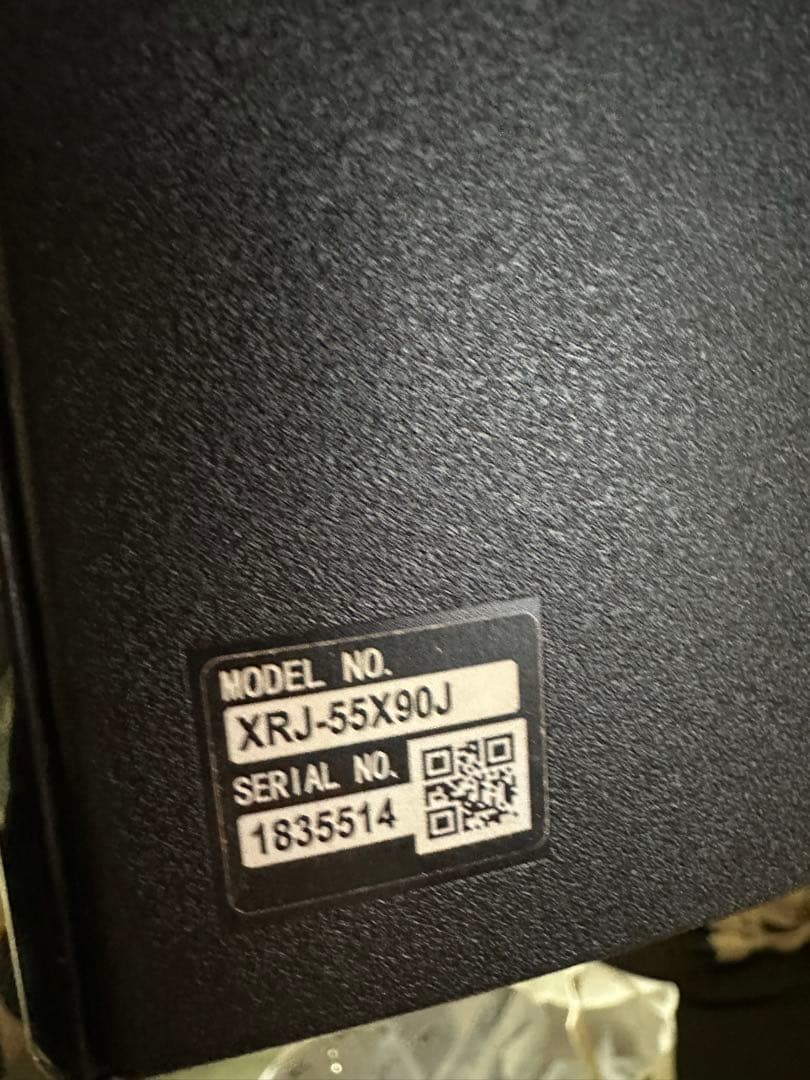 MODEL NO.
XRJ-55X90J
SERIAL NO.
1835514